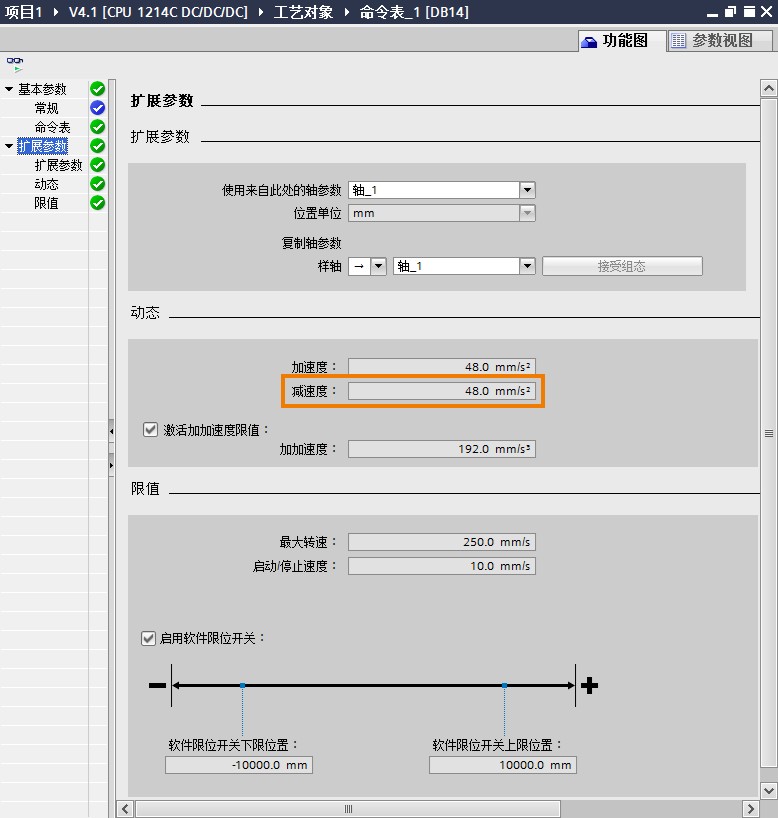 项目1 ▸ V4.1 [CPU 1214C DC/DC/DC] ▸ 工艺对象 ▸ 命令表_1 [DB14]
功能图 参数视图
基本参数
常规
命令表
扩展参数
扩展参数
动态
限值
扩展参数
扩展参数
使用来自此处的轴参数 轴_1
位置单位 mm
复制轴参数
样轴 → 轴_1 接受组态
动态
加速度： 48.0 mm/s²
减速度： 48.0 mm/s²
激活加加速度限值：
加加速度： 192.0 mm/s³
限值
最大转速： 250.0 mm/s
启动/停止速度： 10.0 mm/s
启用软件限位开关：
软件限位开关下限位置： 软件限位开关上限位置：
-10000.0 mm 10000.0 mm